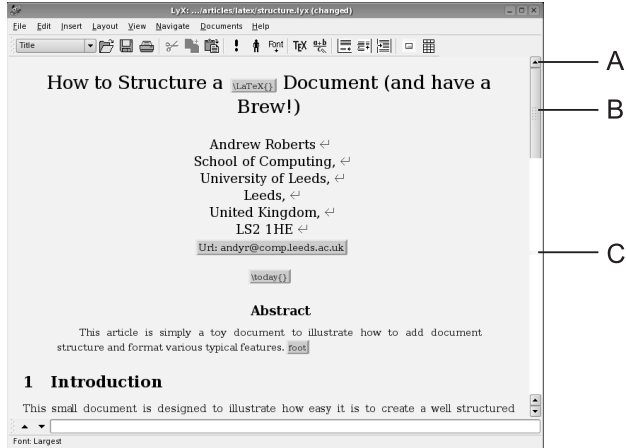 LyX: .../articles/latex/structure.lyx (changed)
File Edit Insert Layout View Navigate Documents Help
Title Font TEX a+b
How to Structure a \LaTeX{} Document (and have a
Brew!)
Andrew Roberts
School of Computing,
University of Leeds,
Leeds,
United Kingdom,
LS2 1HE
Url: andyr@comp.leeds.ac.uk
\today{}
Abstract
This article is simply a toy document to illustrate how to add document
structure and format various typical features. foot
1 Introduction
This small document is designed to illustrate how easy it is to create a well structured
Font: Largest
A
B
C